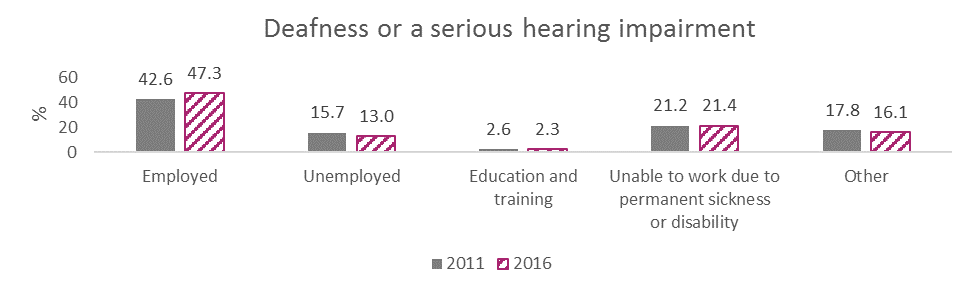 Deafness or a serious hearing impairment
%
60
40
20
0
42.6 47.3
15.7 13.0
2.6 2.3
21.2 21.4
17.8 16.1
Employed
Unemployed
Education and
training
Unable to work due to
permanent sickness
or disability
Other
2011 2016